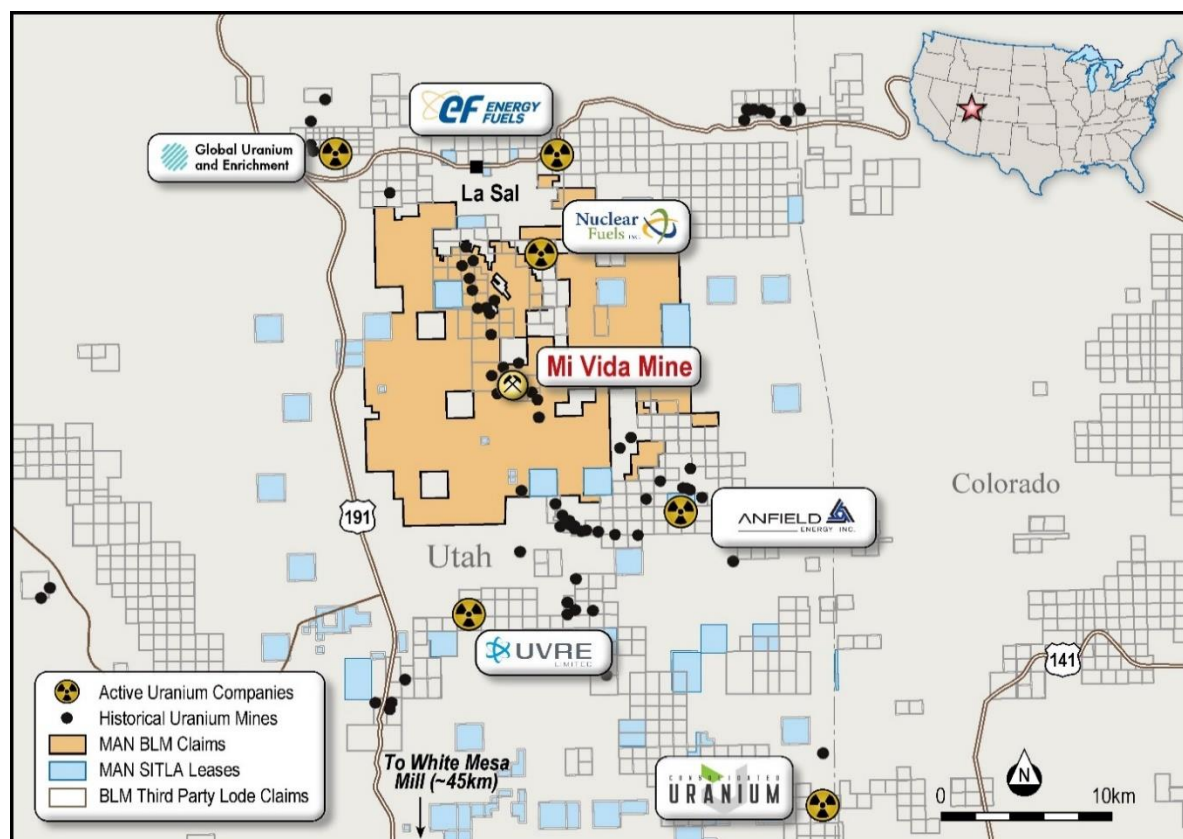 ef ENERGY
FUELS
Global Uranium
and Enrichment
La Sal
Nuclear
Fuels INC.
Mi Vida Mine
Colorado
191
ANFIELD
ENERGY INC.
Utah
UVRE
LIMITED
141
Active Uranium Companies
Historical Uranium Mines
MAN BLM Claims
MAN SITLA Leases
BLM Third Party Lode Claims
To White Mesa
Mill (~45km)
CONSOLIDATED
URANIUM
N
0 10km